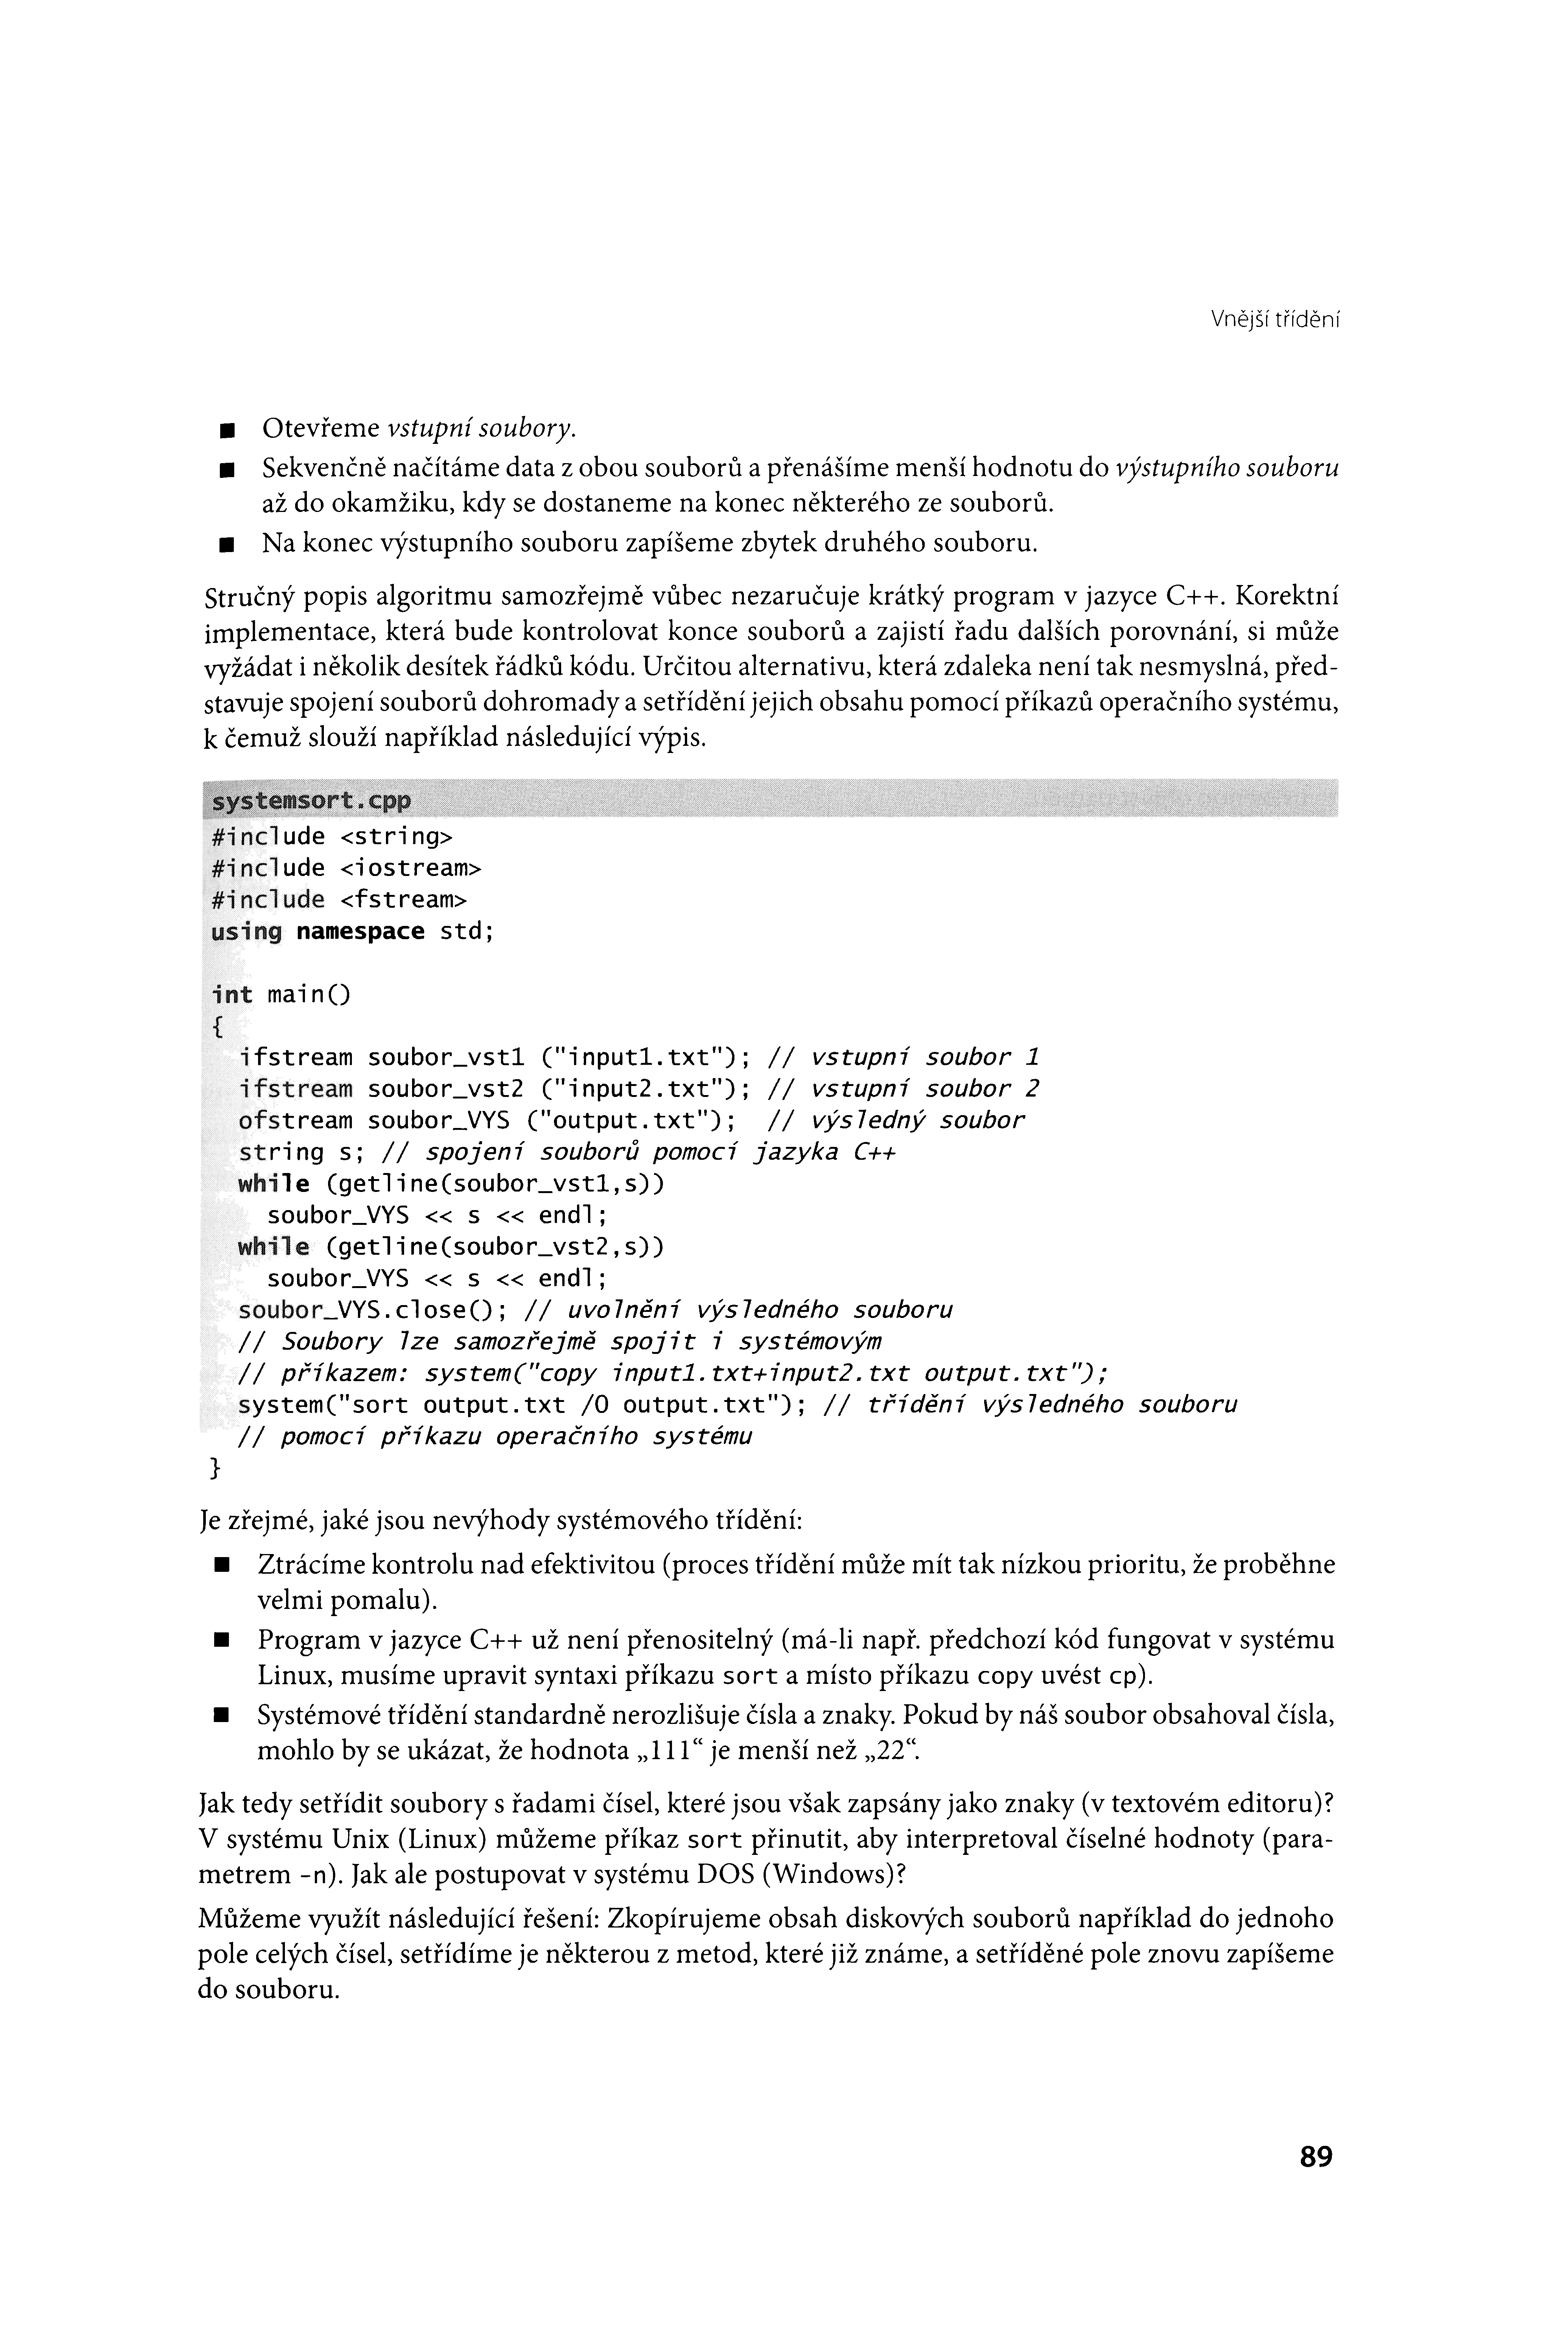 Vnější třídění
■ Otevřeme vstupní soubory.
■ Sekvenčně načítáme data z obou souborů a přenášíme menší hodnotu do výstupního souboru
až do okamžiku, kdy se dostaneme na konec některého ze souborů.
■ Na konec výstupního souboru zapíšeme zbytek druhého souboru.
Stručný popis algoritmu samozřejmě vůbec nezaručuje krátký program v jazyce C++. Korektní
implementace, která bude kontrolovat konce souborů a zajistí řadu dalších porovnání, si může
vyžádat i několik desítek řádků kódu. Určitou alternativu, která zdaleka není tak nesmyslná, před-
stavuje spojení souborů dohromady a setřídění jejich obsahu pomocí příkazů operačního systému,
k čemuž slouží například následující výpis.
systemsort.cpp
#include <string>
#include <iostream>
#include <fstream>
using namespace std;
int main()
{
ifstream soubor_vst1 ("input1.txt"); // vstupní soubor 1
ifstream soubor_vst2 ("input2.txt"); // vstupní soubor 2
ofstream soubor_VYS ("output.txt"); // výsledný soubor
string s; // spojení souborů pomocí jazyka C++
while (getline(soubor_vst1,s))
soubor_VYS << s << endl;
while (getline(soubor_vst2,s))
soubor_VYS << s << endl;
soubor_VYS.close(); // uvolnění výsledného souboru
// Soubory lze samozřejmě spojit i systémovým
// příkazem: system("copy input1.txt+input2.txt output.txt");
system("sort output.txt /O output.txt"); // třídění výsledného souboru
// pomocí příkazu operačního systému
}
Je zřejmé, jaké jsou nevýhody systémového třídění:
■ Ztrácíme kontrolu nad efektivitou (proces třídění může mít tak nízkou prioritu, že proběhne
velmi pomalu).
■ Program v jazyce C++ už není přenositelný (má-li např. předchozí kód fungovat v systému
Linux, musíme upravit syntaxi příkazu sort a místo příkazu copy uvést cp).
■ Systémové třídění standardně nerozlišuje čísla a znaky. Pokud by náš soubor obsahoval čísla,
mohlo by se ukázat, že hodnota „111“ je menší než „22“.
Jak tedy setřídit soubory s řadami čísel, které jsou však zapsány jako znaky (v textovém editoru)?
V systému Unix (Linux) můžeme příkaz sort přinutit, aby interpretoval číselné hodnoty (para-
metrem -n). Jak ale postupovat v systému DOS (Windows)?
Můžeme využít následující řešení: Zkopírujeme obsah diskových souborů například do jednoho
pole celých čísel, setřídíme je některou z metod, které již známe, a setříděné pole znovu zapíšeme
do souboru.
89